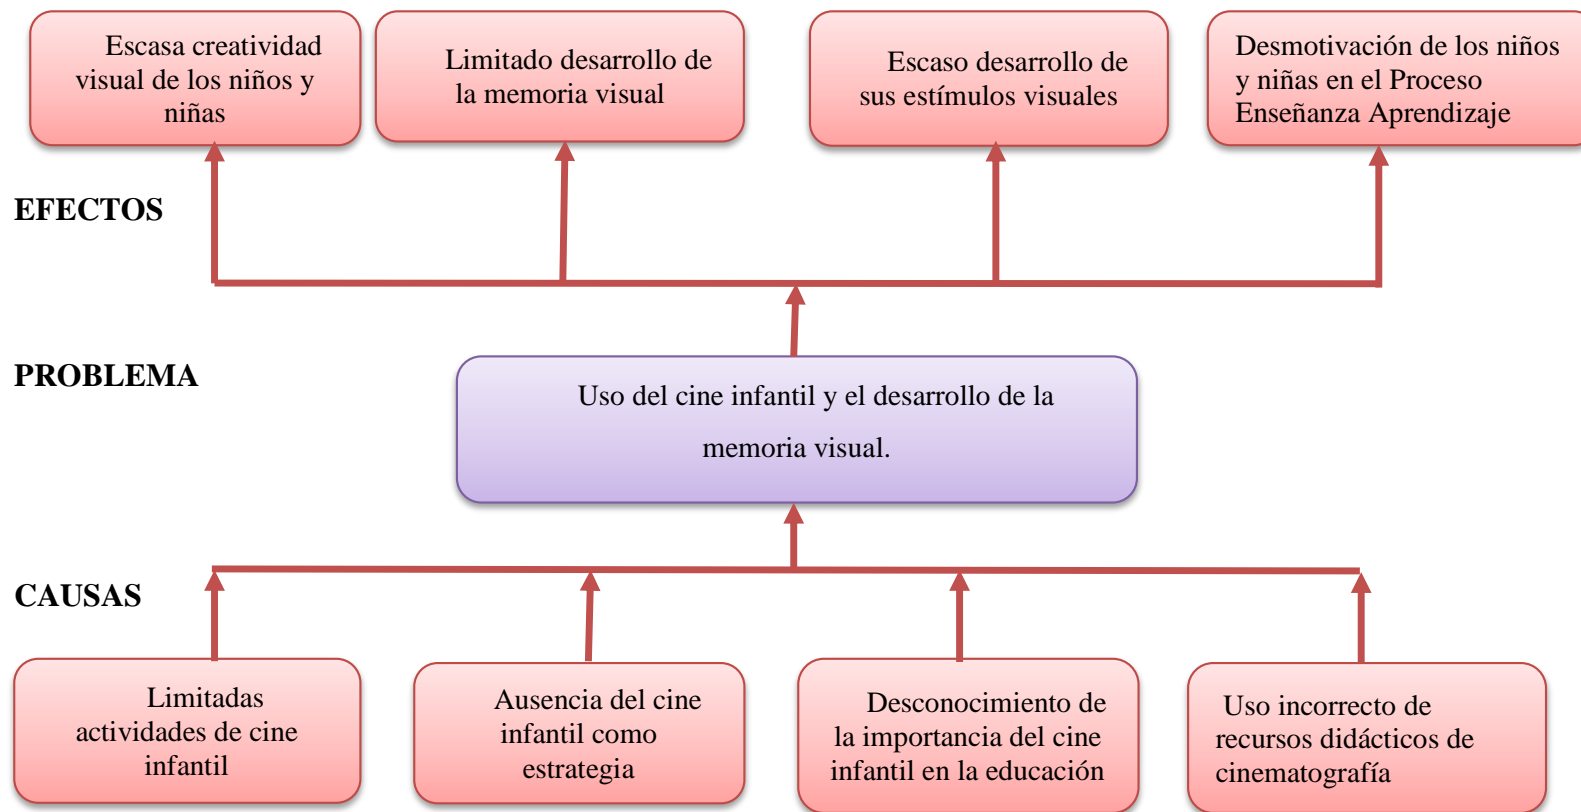 Escasa creatividad
visual de los niños y
niñas
Limitado desarrollo de
la memoria visual
Escaso desarrollo de
sus estímulos visuales
Desmotivación de los niños
y niñas en el Proceso
Enseñanza Aprendizaje
EFECTOS
PROBLEMA
Uso del cine infantil y el desarrollo de la
memoria visual.
CAUSAS
Limitadas
actividades de cine
infantil
Ausencia del cine
infantil como
estrategia
Desconocimiento de
la importancia del cine
infantil en la educación
Uso incorrecto de
recursos didácticos de
cinematografía